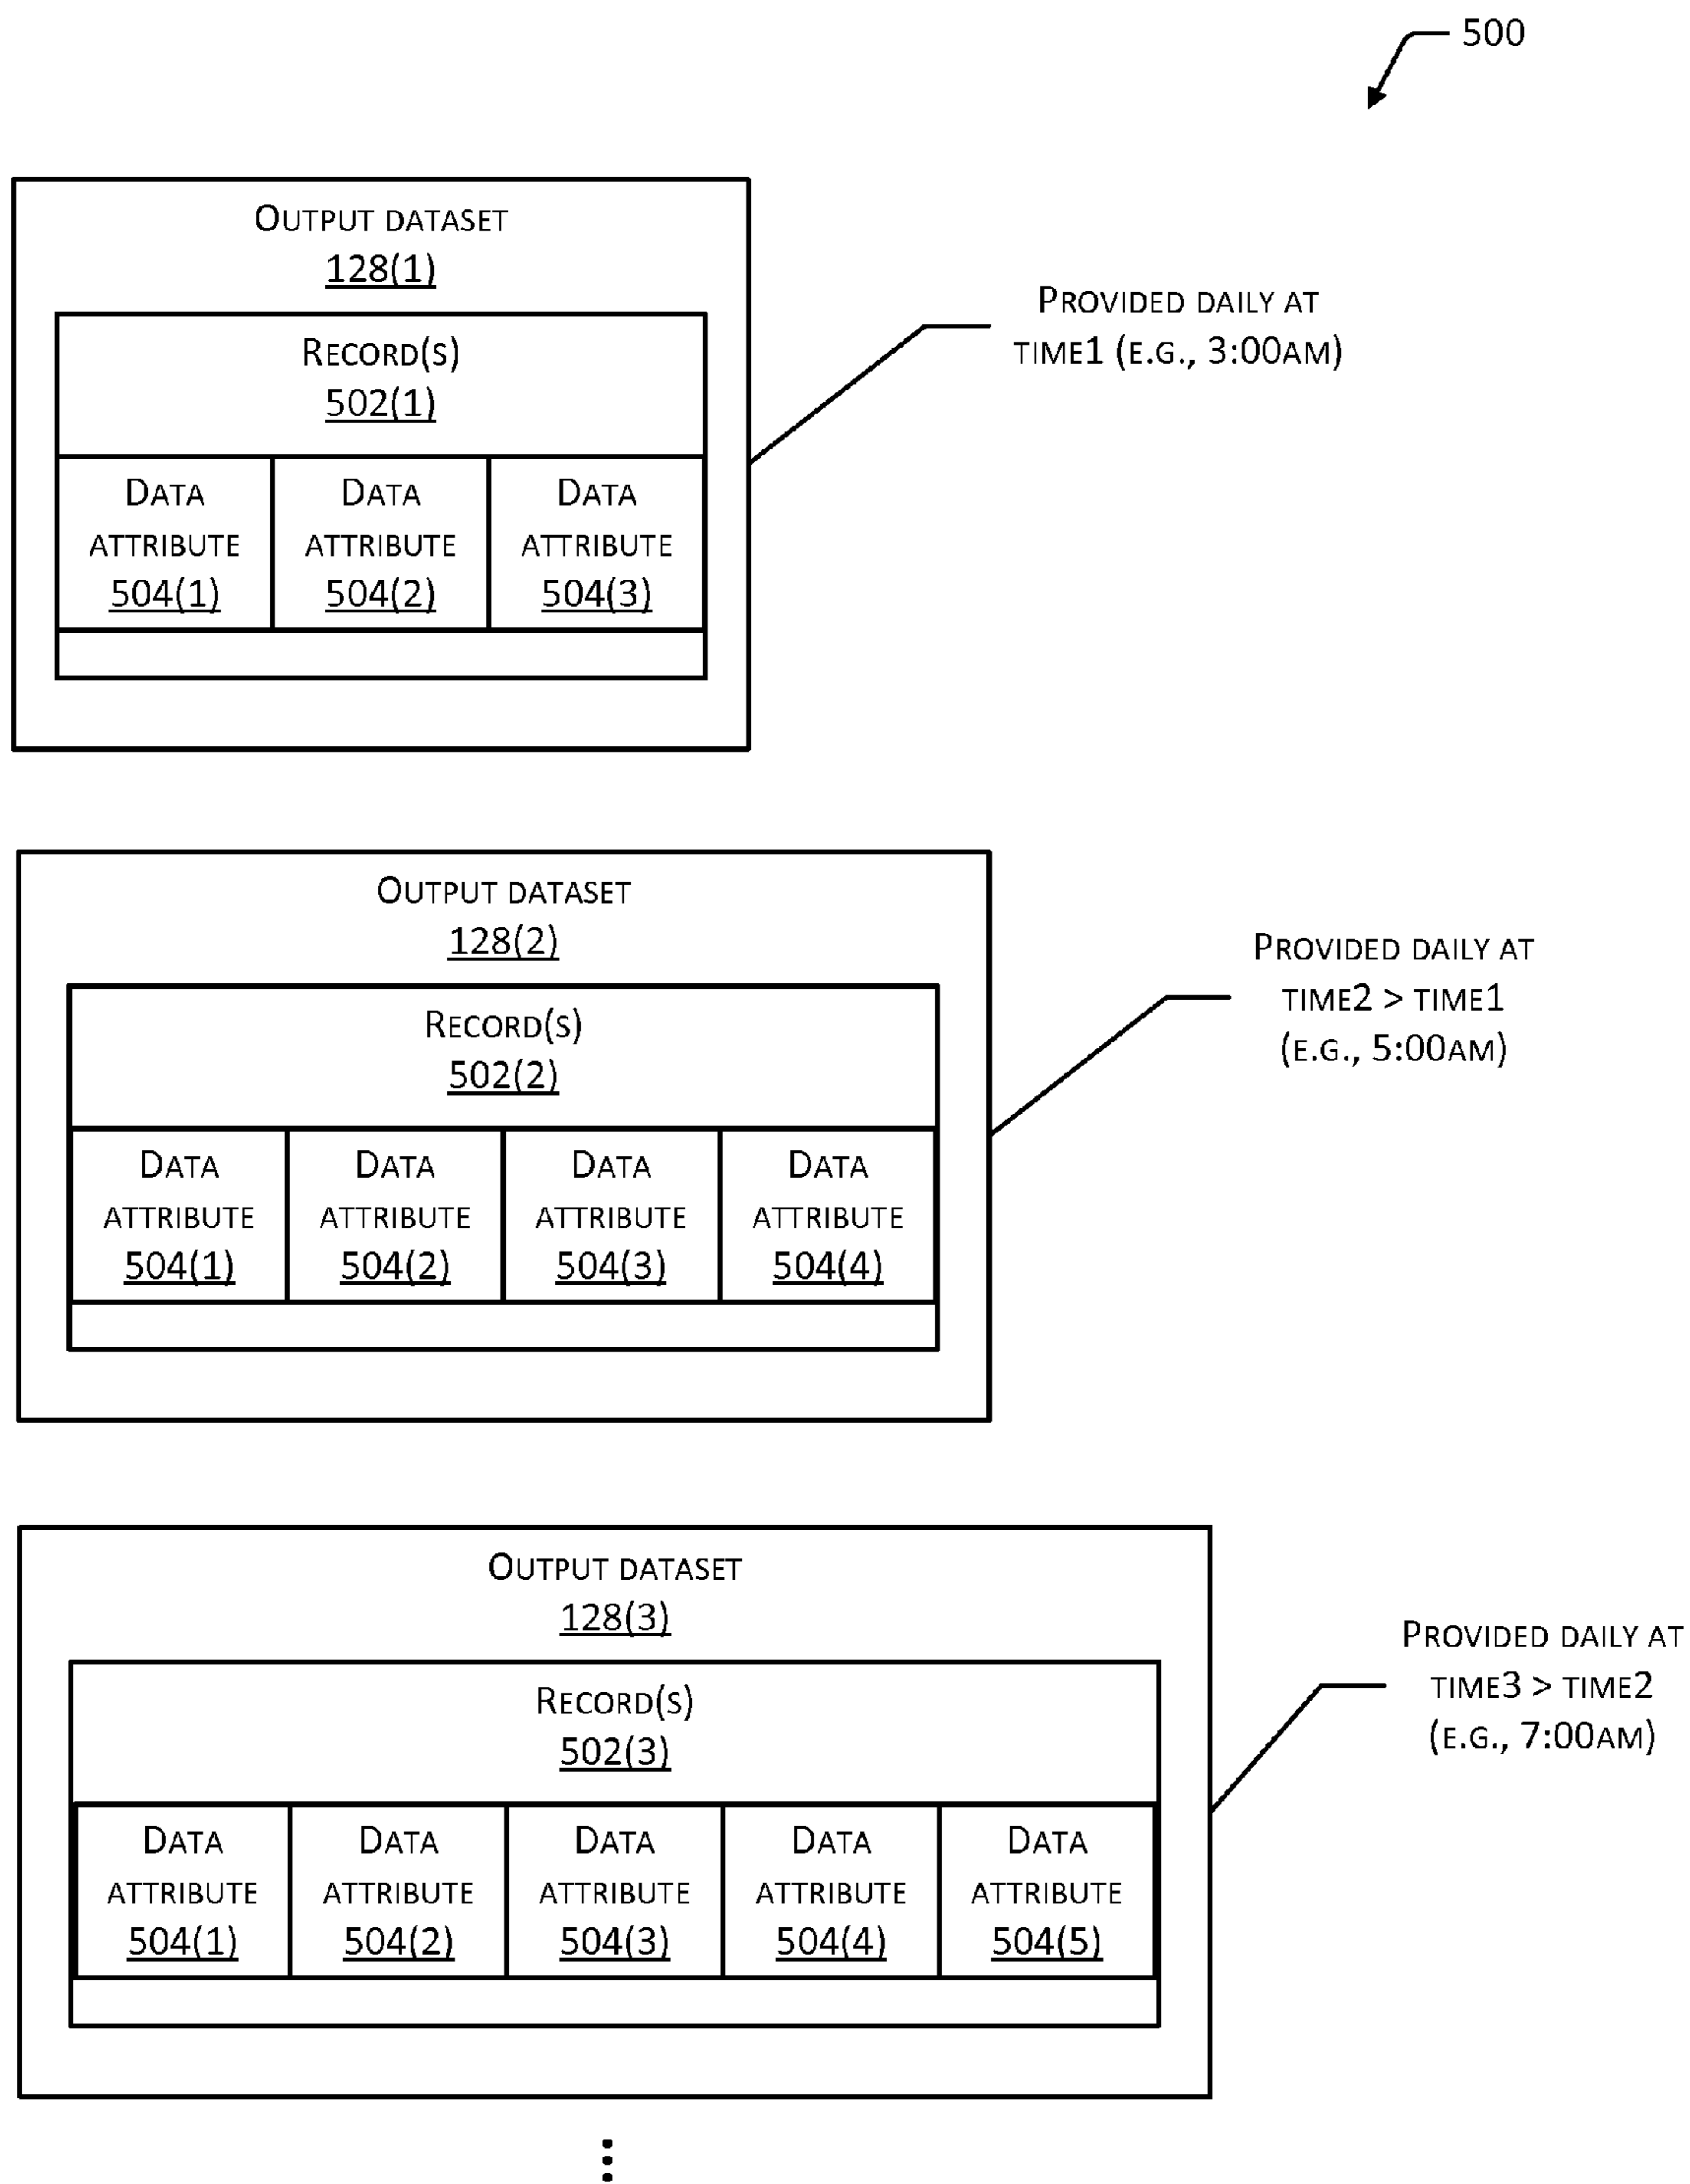 500
OUTPUT DATASET
128(1)
PROVIDED DAILY AT
TIME1 (E.G., 3:00AM)
RECORD(S)
502(1)
DATA DATA DATA
ATTRIBUTE ATTRIBUTE ATTRIBUTE
504(1) 504(2) 504(3)
OUTPUT DATASET
128(2)
PROVIDED DAILY AT
TIME2 > TIME1
(E.G., 5:00AM)
RECORD(S)
502(2)
DATA DATA DATA DATA
ATTRIBUTE ATTRIBUTE ATTRIBUTE ATTRIBUTE
504(1) 504(2) 504(3) 504(4)
OUTPUT DATASET
128(3)
PROVIDED DAILY AT
TIME3 > TIME2
(E.G., 7:00AM)
RECORD(S)
502(3)
DATA DATA DATA DATA DATA
ATTRIBUTE ATTRIBUTE ATTRIBUTE ATTRIBUTE ATTRIBUTE
504(1) 504(2) 504(3) 504(4) 504(5)